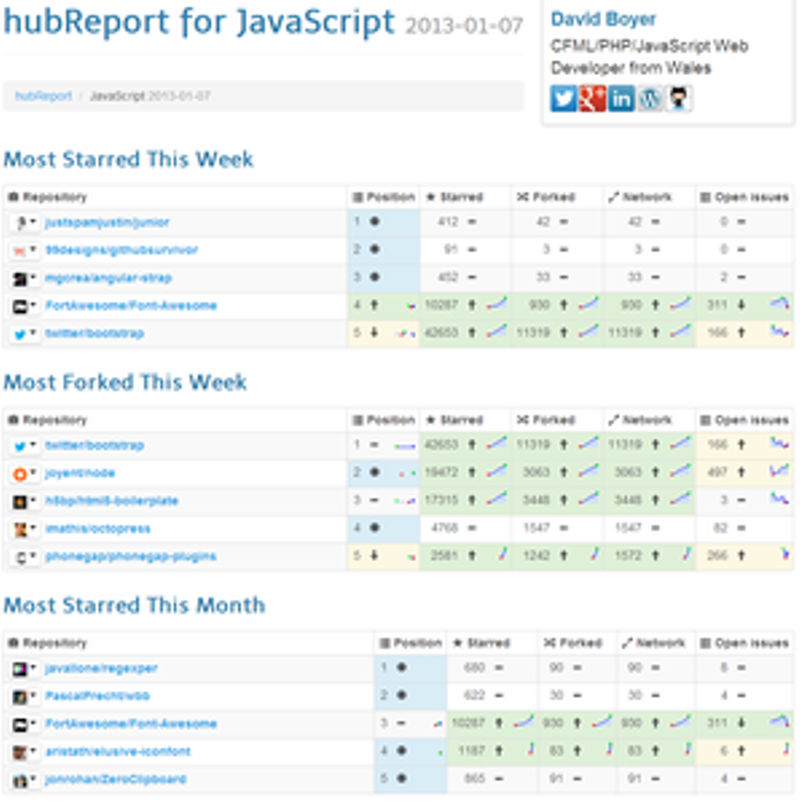 hubReport for JavaScript 2013-01-07
David Boyer
CFML/PHP/JavaScript Web
Developer from Wales
hubReport / JavaScript 2013-01-07
Most Starred This Week
Repository Position Starred Forked Network Open issues
justspamjustin/junior 1 412 42 42 0
99designs/githubsurvivor 2 91 3 3 0
mgcrea/angular-strap 3 452 33 33 2
FortAwesome/Font-Awesome 4 10287 930 930 311
twitter/bootstrap 5 42653 11319 11319 166
Most Forked This Week
Repository Position Starred Forked Network Open issues
twitter/bootstrap 1 42653 11319 11319 166
joyent/node 2 19472 3063 3063 497
h5bp/html5-boilerplate 3 17315 3448 3448 3
imathis/octopress 4 4768 1547 1547 82
phonegap/phonegap-plugins 5 2581 1242 1572 266
Most Starred This Month
Repository Position Starred Forked Network Open issues
javallone/regexper 1 680 90 90 8
PascalPrecht/wbb 2 622 30 30 4
FortAwesome/Font-Awesome 3 10287 930 930 311
aristath/elusive-iconfont 4 1187 83 83 6
jonrohan/ZeroClipboard 5 865 91 91 4